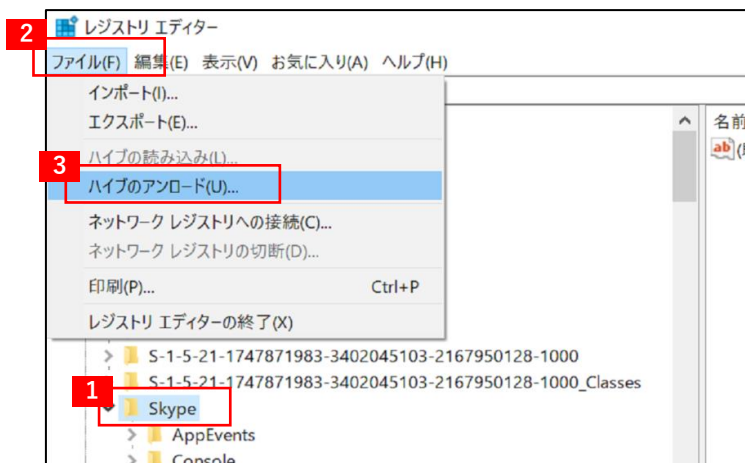 2
レジストリ エディター
ファイル(F) 編集(E) 表示(V) お気に入り(A) ヘルプ(H)
インポート(I)...
エクスポート(E)...
名前
ab
3
ハイブの読み込み(L)...
ハイブのアンロード(U)...
ネットワーク レジストリへの接続(C)...
ネットワーク レジストリの切断(D)...
印刷(P)... Ctrl+P
レジストリ エディターの終了(X)
S-1-5-21-1747871983-3402045103-2167950128-1000
S-1-5-21-1747871983-3402045103-2167950128-1000_Classes
1
Skype
AppEvents
Console